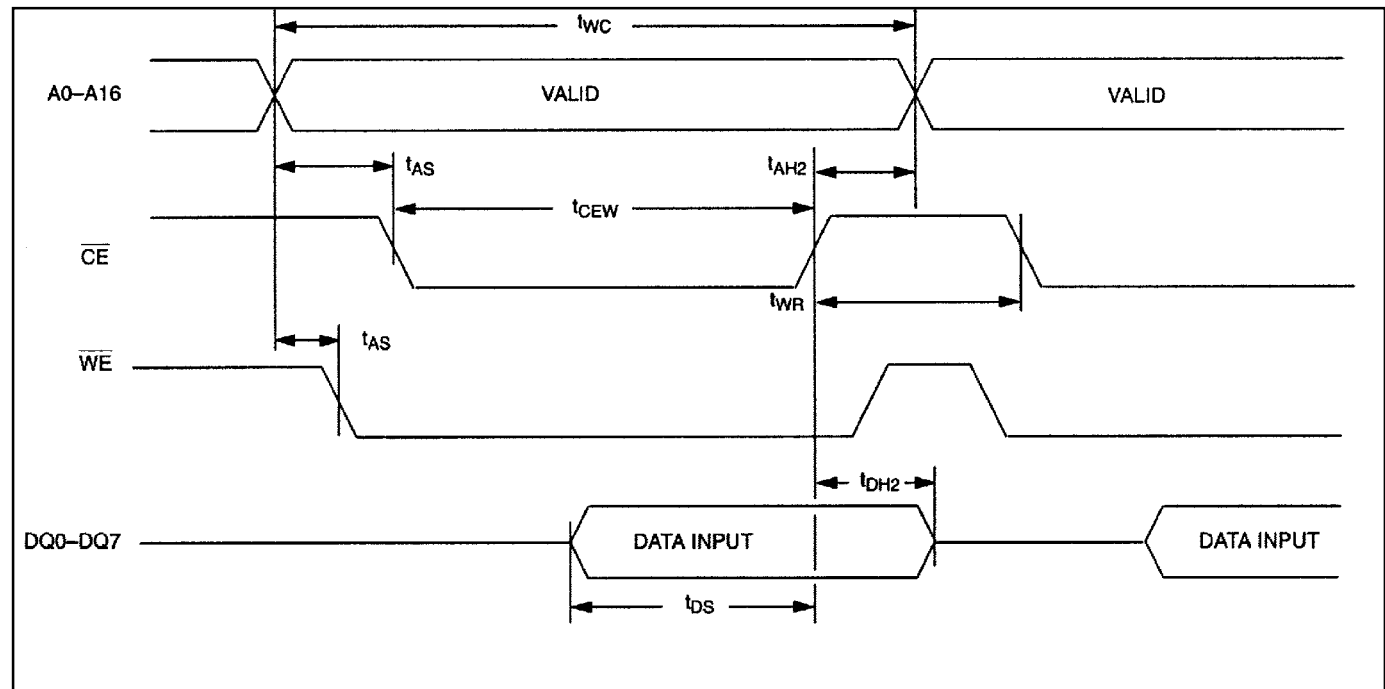 tWC
A0–A16
VALID
VALID
tAS
tAH2
tCEW
CE
tWR
tAS
WE
tDH2
DQ0–DQ7
DATA INPUT
DATA INPUT
tDS